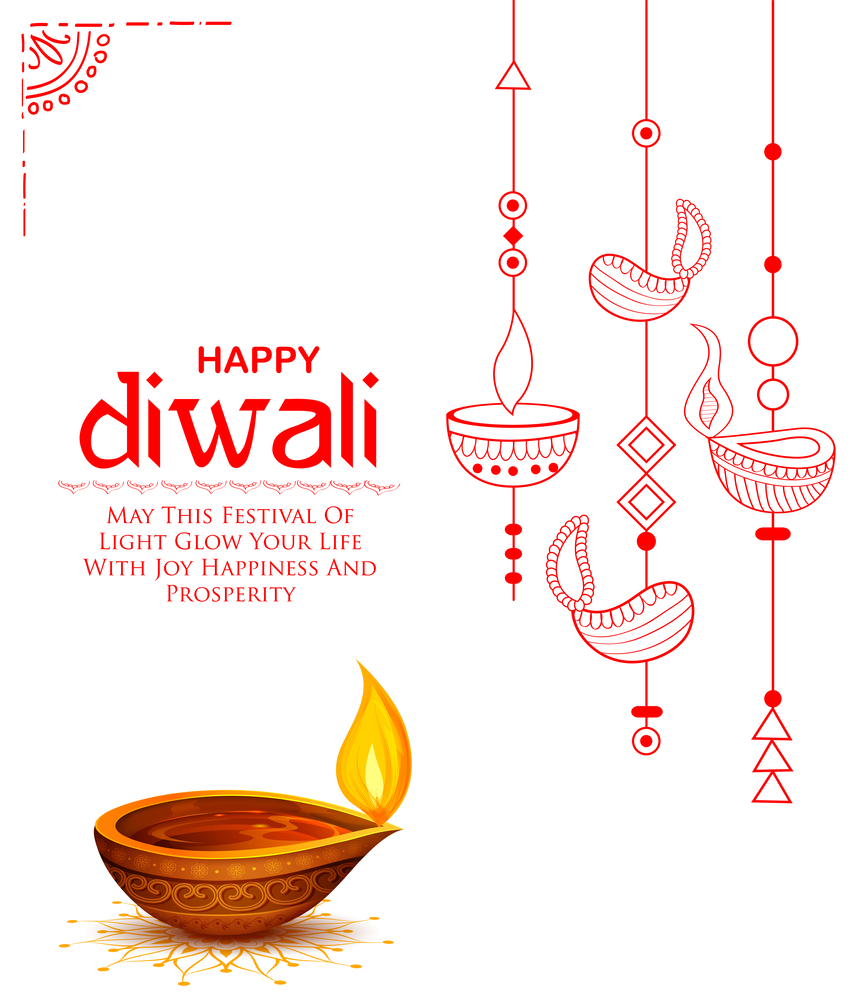 HAPPY
diwali
May This Festival Of
Light Glow Your Life
With Joy Happiness And
Prosperity